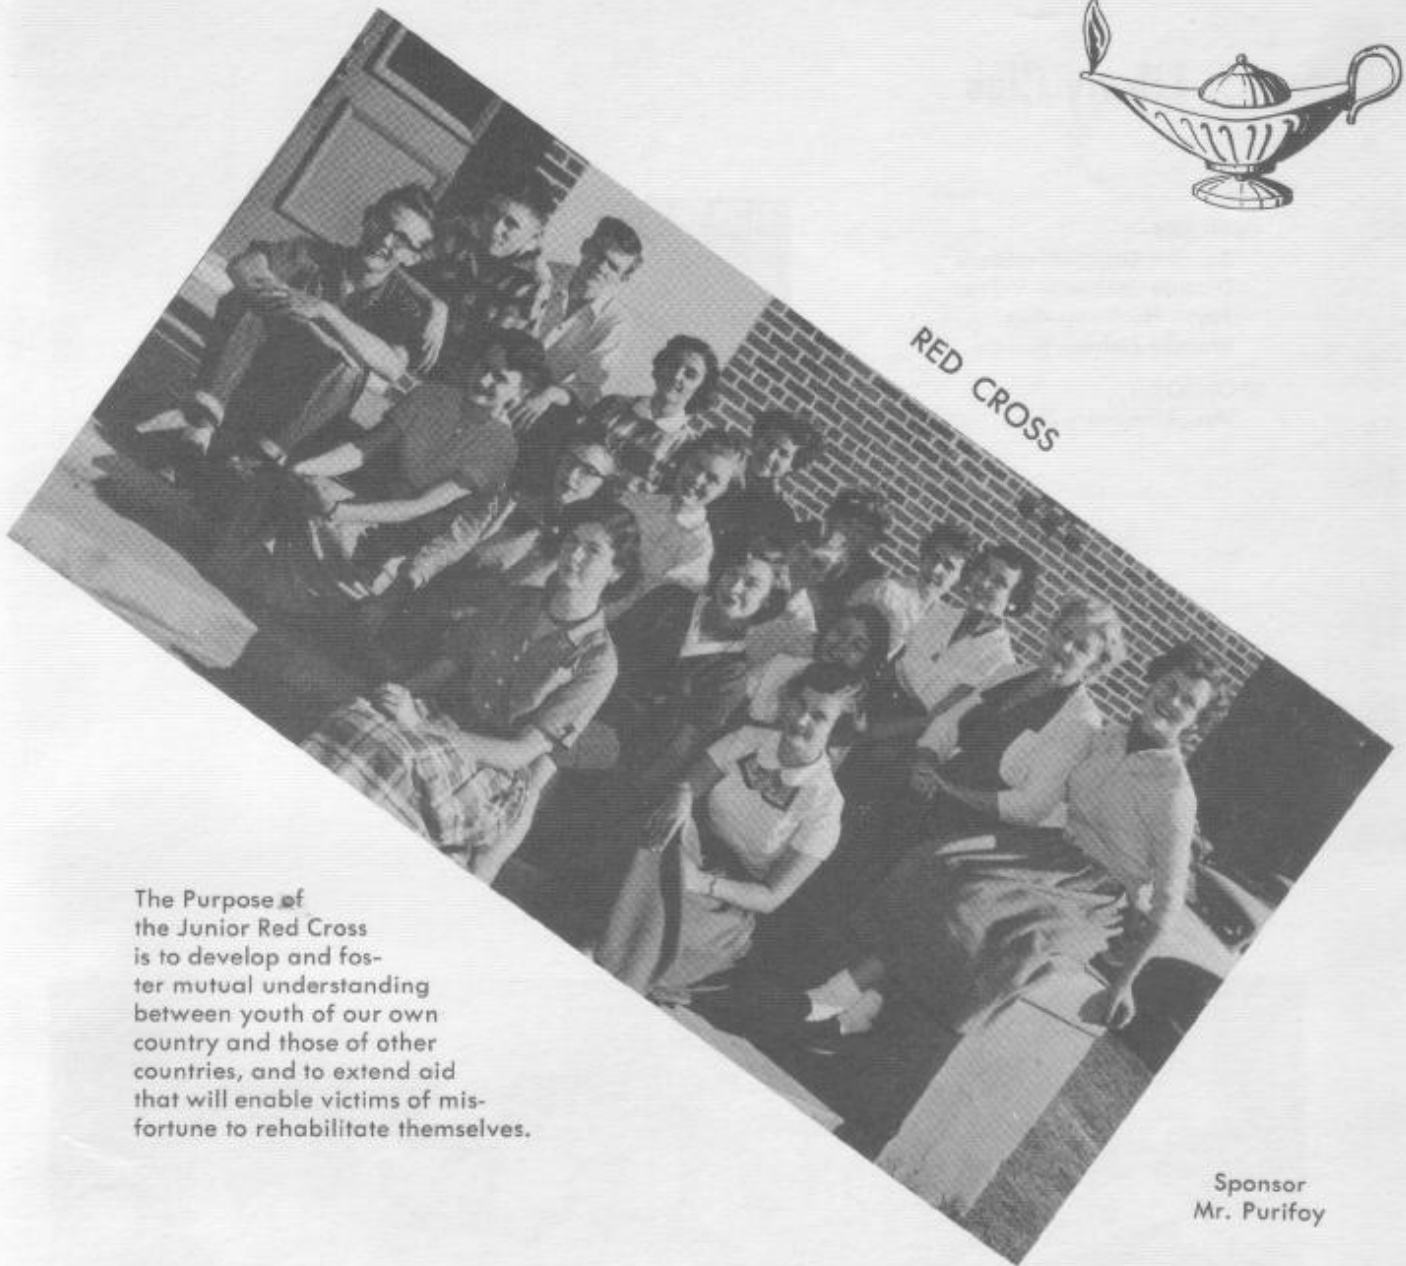 RED CROSS
The Purpose of
the Junior Red Cross
is to develop and fos-
ter mutual understanding
between youth of our own
country and those of other
countries, and to extend aid
that will enable victims of mis-
fortune to rehabilitate themselves.
Sponsor
Mr. Purifoy